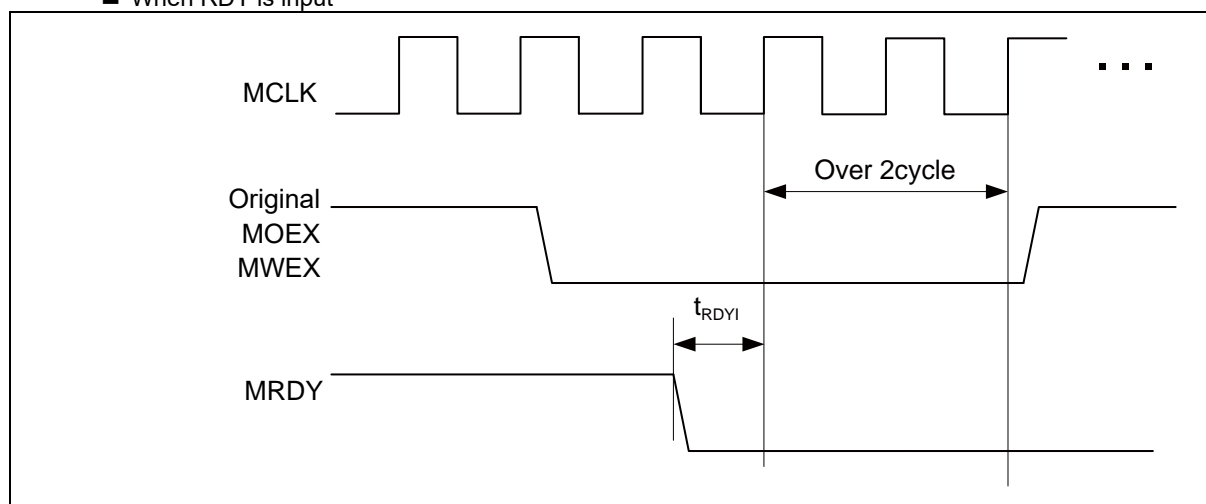 ■ When RDY is input
MCLK
Over 2cycle
Original
MOEX
MWEX
tRDYI
MRDY